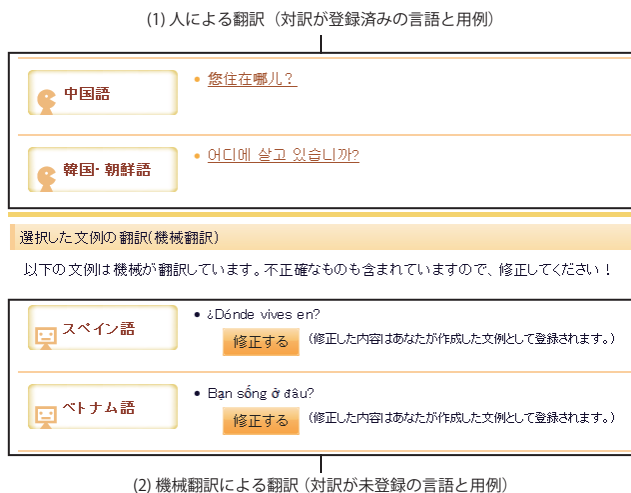 (1) 人による翻訳（対訳が登録済みの言語と用例）
中国語
• 您住在哪儿？
韓国・朝鮮語
• 어디에 살고 있습니까?
選択した文例の翻訳(機械翻訳)
以下の文例は機械が翻訳しています。不正確なものも含まれていますので、修正してください！
スペイン語
• ¿Dónde vives en?
修正する （修正した内容はあなたが作成した文例として登録されます。）
ベトナム語
• Bạn sống ở đâu?
修正する （修正した内容はあなたが作成した文例として登録されます。）
(2) 機械翻訳による翻訳（対訳が未登録の言語と用例）